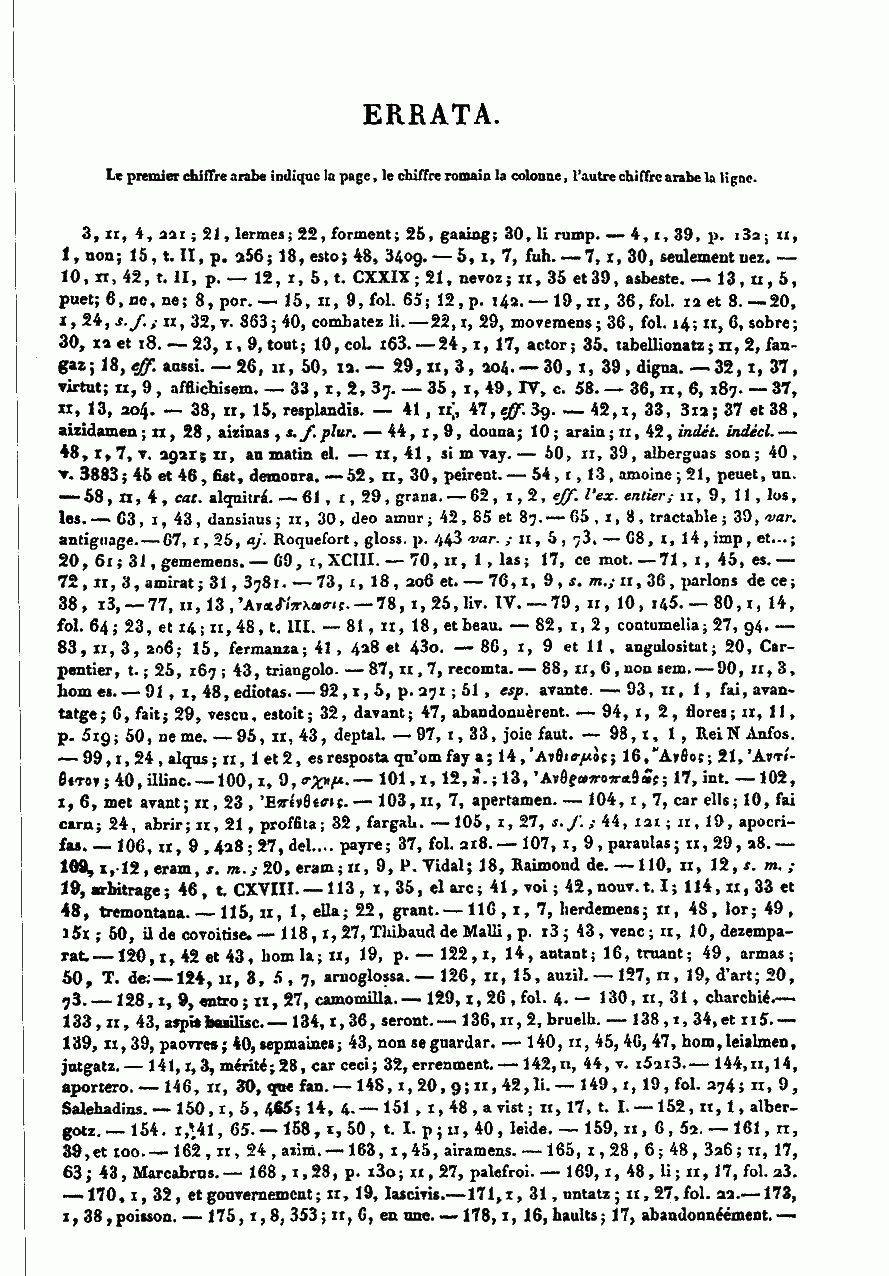 ERRATA.
Le premier chiffre arabe indique la page, le chiffre romain la colonne, l'autre chiffre arabe la ligne.
3, II, 4, 221; 21, lermes; 22, forment; 25, gaaing; 30, li rump. — 4, I, 39, p. 132; II,
1, non; 15, t. II, p. 256; 18, esto; 48, 3409. — 5, I, 7, fuh. — 7, I, 30, seulement nez. —
10, II, 42, t. II, p. — 12, I, 5, t. CXXIX; 21, nevoz; II, 35 et 39, asbeste. — 13, II, 5,
puet; 6, ne, ne; 8, por. — 15, II, 9, fol. 65; 12, p. 142. — 19, II, 36, fol. 12 et 8. — 20,
I, 24, s. f.; II, 32, v. 863; 40, combatez li. — 22, I, 29, movemens; 36, fol. 14; II, 6, sobre;
30, 12 et 18. — 23, I, 9, tout; 10, col. 163. — 24, I, 17, actor; 35, tabellionatz; II, 2, fan-
gaz; 18, eff. aussi. — 26, II, 50, 12. — 29, II, 3, 204. — 30, I, 39, digna. — 32, I, 37,
virtut; II, 9, afflichisem. — 33, I, 2, 37. — 35, I, 49, IV, c. 58. — 36, II, 6, 187. — 37,
II, 13, 204. — 38, II, 15, resplandis. — 41, II, 47, eff. 39. — 42, I, 33, 312; 37 et 38,
aizidamen; II, 28, aizinas, s. f. plur. — 44, I, 9, donna; 10; arain; II, 42, indét. indécl. —
48, I, 7, v. 2921; II, au matin el. — II, 41, si m vay. — 50, II, 39, alberguas son; 40,
v. 3883; 45 et 46, fist, demoura. — 52, II, 30, peirent. — 54, I, 13, amoine; 21, peuet, un.
— 58, II, 4, cat. alquitrá. — 61, I, 29, grana. — 62, I, 2, eff. l'ex. entier; II, 9, 11, los,
les. — 63, I, 43, dansiaus; II, 30, deo amur; 42, 85 et 87. — 65, I, 8, tractable; 39, var.
antiguage. — 67, I, 25, aj. Roquefort, gloss. p. 443 var.; II, 5, 73. — 68, I, 14, imp, et...;
20, 61; 31, gememens. — 69, I, XCIII. — 70, II, 1, las; 17, ce mot. — 71, I, 45, es. —
72, II, 3, amirat; 31, 3781. — 73, I, 18, 206 et. — 76, I, 9, s. m.; II, 36, parlons de ce;
38, 13, — 77, II, 13, 'Αναδίπλωσις. — 78, I, 25, liv. IV. — 79, II, 10, 145. — 80, I, 14,
fol. 64; 23, et 14; II, 48, t. III. — 81, II, 18, et beau. — 82, I, 2, contumelia; 27, 94. —
83, II, 3, 206; 15, fermanza; 41, 428 et 430. — 86, I, 9 et 11, angulositat; 20, Car-
pentier, t.; 25, 167; 43, triangolo. — 87, II, 7, recomta. — 88, II, 6, non sem. — 90, II, 3,
hom es. — 91, I, 48, ediotas. — 92, I, 5, p. 271; 51, esp. avante. — 93, II, 1, fai, avan-
tatge; 6, fait; 29, vescu, estoit; 32, davant; 47, abandonuèrent. — 94, I, 2, flores; II, 11,
p. 519; 50, ne me. — 95, II, 43, deptal. — 97, I, 33, joie faut. — 98, I, 1, Rei N Anfos.
— 99, I, 24, alqus; II, 1 et 2, es resposta qu'om fay a; 14, 'Ανθισμὸς; 16, Ἄνθος; 21, 'Αντί-
θετον; 40, illinc. — 100, I, 9, σχημ. — 101, I, 12, .; 13, 'Ανθρωποπαθῶς; 17, int. — 102,
I, 6, met avant; II, 23, 'Επίνθεσις. — 103, II, 7, apertamen. — 104, I, 7, car ells; 10, fai
carn; 24, abrir; II, 21, proffita; 32, fargah. — 105, I, 27, s. f.; 44, 121; II, 19, apocri-
fas. — 106, II, 9, 428; 27, del.... payre; 37, fol. 218. — 107, I, 9, paraulas; II, 29, 28. —
109, I, 12, eram, s. m.; 20, eram; II, 9, P. Vidal; 18, Raimond de. — 110, II, 12, s. m.;
19, arbitrage; 46, t. CXVIII. — 113, I, 35, el arc; 41, voi; 42, nouv. t. I; 114, II, 33 et
48, tremontana. — 115, II, 1, ella; 22, grant. — 116, I, 7, herdemens; II, 48, lor; 49,
151; 50, il de covoitise. — 118, I, 27, Thibaud de Malli, p. 13; 43, venc; II, 10, dezempa-
rat. — 120, I, 42 et 43, hom la; II, 19, p. — 122, I, 14, autant; 16, truant; 49, armas;
50, T. de; — 124, II, 3, 5, 7, arnoglossa. — 126, II, 15, auzil. — 127, II, 19, d'art; 20,
73. — 128, I, 9, entro; II, 27, camomilla. — 129, I, 26, fol. 4. — 130, II, 31, charchié. —
133, II, 43, aspis basilisc. — 134, I, 36, seront. — 136, II, 2, bruelh. — 138, I, 34, et 115. —
139, II, 39, paovres; 40, sepmaines; 43, non se guardar. — 140, II, 45, 46, 47, hom, leialmen,
jutgatz. — 141, I, 3, mérité; 28, car ceci; 32, errenment. — 142, II, 44, v. 15213. — 144, II, 14,
aportero. — 146, II, 30, que fan. — 148, I, 20, 9; II, 42, li. — 149, I, 19, fol. 274; II, 9,
Salehadins. — 150, I, 5, 465; 14, 4. — 151, I, 48, a vist; II, 17, t. I. — 152, II, 1, alber-
gotz. — 154. I, 41, 65. — 158, I, 50, t. I. p; II, 40, leide. — 159, II, 6, 52. — 161, II,
39, et 100. — 162, II, 24, azim. — 163, I, 45, airamens. — 165, I, 28, 6; 48, 326; II, 17,
63; 43, Marcabrus. — 168, I, 28, p. 130; II, 27, palefroi. — 169, I, 48, li; II, 17, fol. 23.
— 170, I, 32, et gouvernement; II, 19, lascivis. — 171, I, 31, untatz; II, 27, fol. 22. — 173,
I, 38, poisson. — 175, I, 8, 353; II, 6, en une. — 178, I, 16, haults; 17, abandonnéément. —